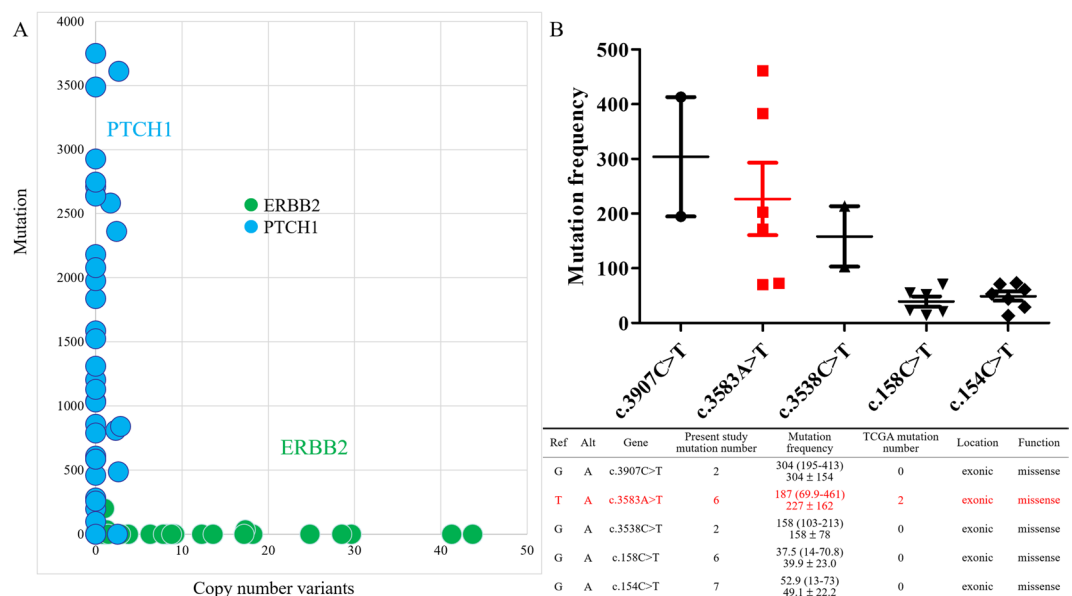 A
4000
3500
3000
2500
2000
1500
1000
500
0
Mutation
PTCH1
ERBB2
PTCH1
ERBB2
0
10
20
30
40
50
Copy number variants
B
500
400
300
200
100
0
Mutation frequency
c.3907C>T
c.3583A>T
c.3538C>T
c.158C>T
c.154C>T
Ref Alt Gene Present study mutation number Mutation frequency TCGA mutation number Location Function
G A c.3907C>T 2 304 (195-413) 304 ± 154 0 exonic missense
T A c.3583A>T 6 187 (69.9-461) 227 ± 162 2 exonic missense
G A c.3538C>T 2 158 (103-213) 158 ± 78 0 exonic missense
G A c.158C>T 6 37.5 (14-70.8) 39.9 ± 23.0 0 exonic missense
G A c.154C>T 7 52.9 (13-73) 49.1 ± 22.2 0 exonic missense